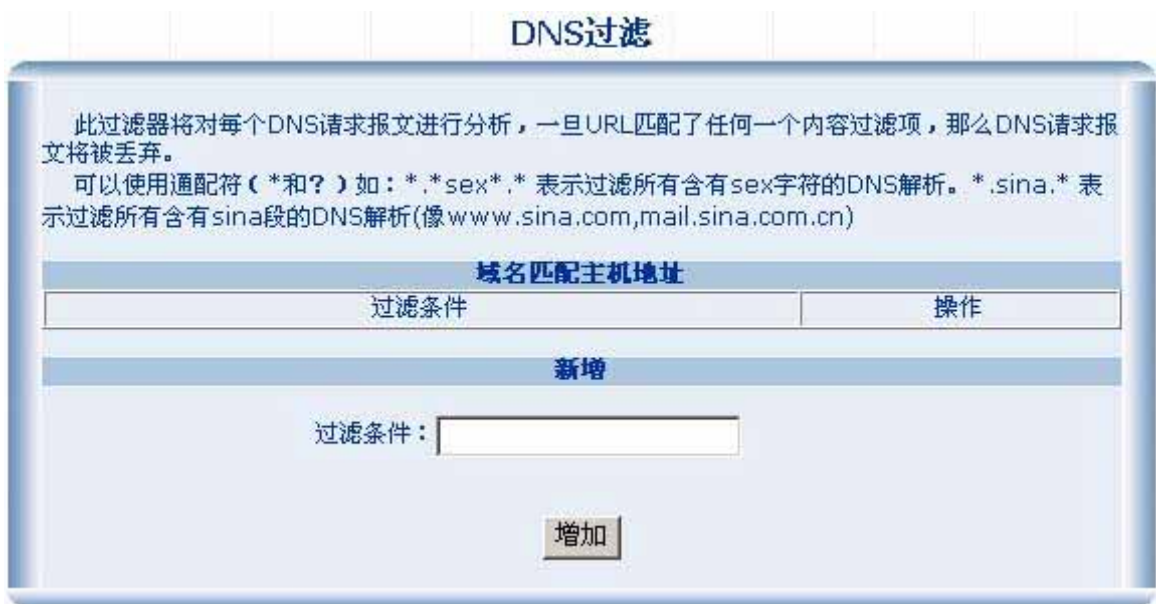 DNS过滤
此过滤器将对每个DNS请求报文进行分析，一旦URL匹配了任何一个内容过滤项，那么DNS请求报
文将被丢弃。
可以使用通配符（*和?）如：*.*sex*.* 表示过滤所有含有sex字符的DNS解析。*.sina.* 表
示过滤所有含有sina段的DNS解析(像www.sina.com,mail.sina.com.cn)
域名匹配主机地址
过滤条件 操作
新增
过滤条件：
增加